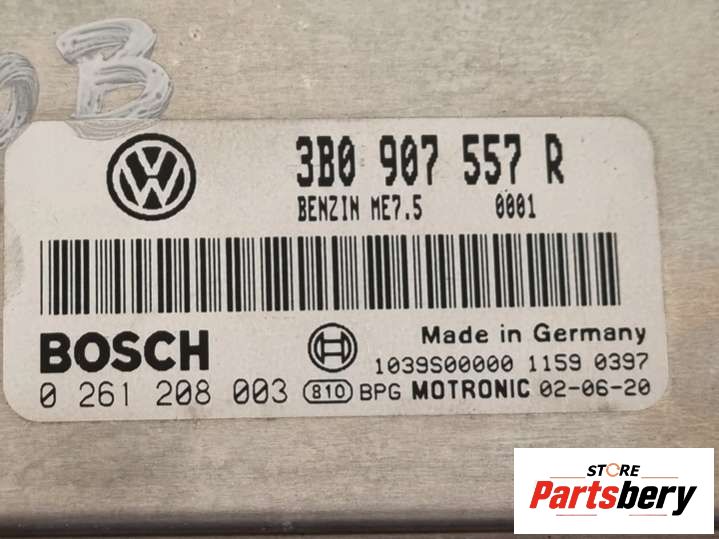 0B
3B0 907 557 R
BENZIN ME7.5 0001
BOSCH
Made in Germany
1039S00000 1159 0397
0 261 208 003 810 BPG MOTRONIC 02-06-20
STORE
Partsbery